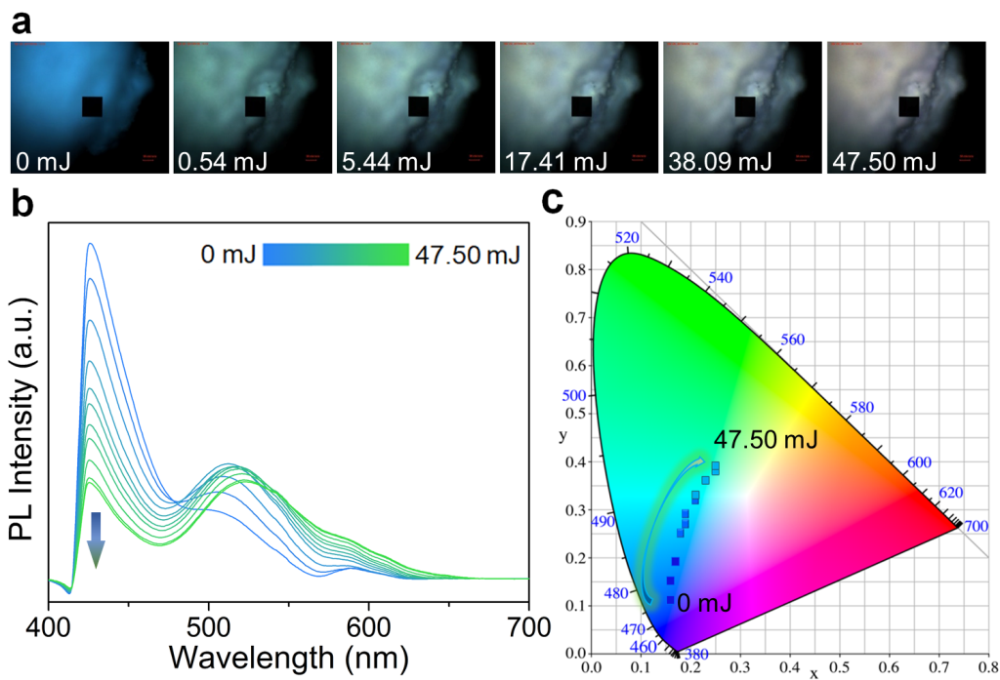 a
0 mJ
0.54 mJ
5.44 mJ
17.41 mJ
38.09 mJ
47.50 mJ
b
0 mJ
47.50 mJ
PL Intensity (a.u.)
400
500
600
700
Wavelength (nm)
c
0.9
0.8
0.7
0.6
0.5
y
0.4
0.3
0.2
0.1
0.0
0.0
0.1
0.2
0.3
0.4
0.5
0.6
0.7
0.8
x
520
540
560
580
600
620
700
500
490
480
470
460
380
47.50 mJ
0 mJ